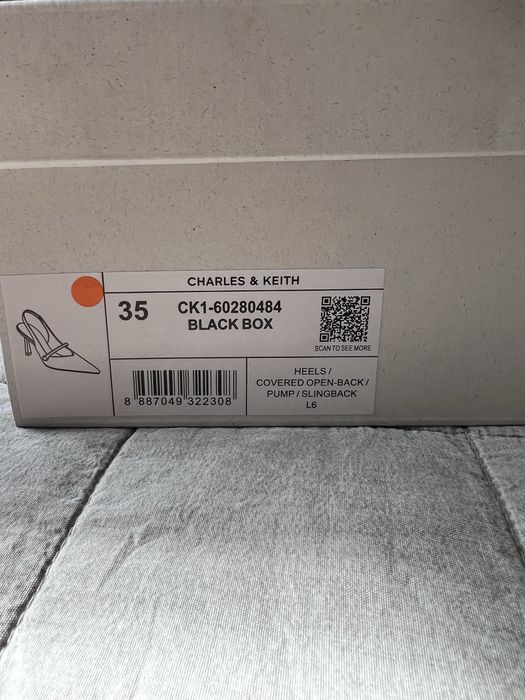 CHARLES & KEITH
35
CK1-60280484
BLACK BOX
SCAN TO SEE MORE
8 887049 322308
HEELS /
COVERED OPEN-BACK /
PUMP / SLINGBACK
L6